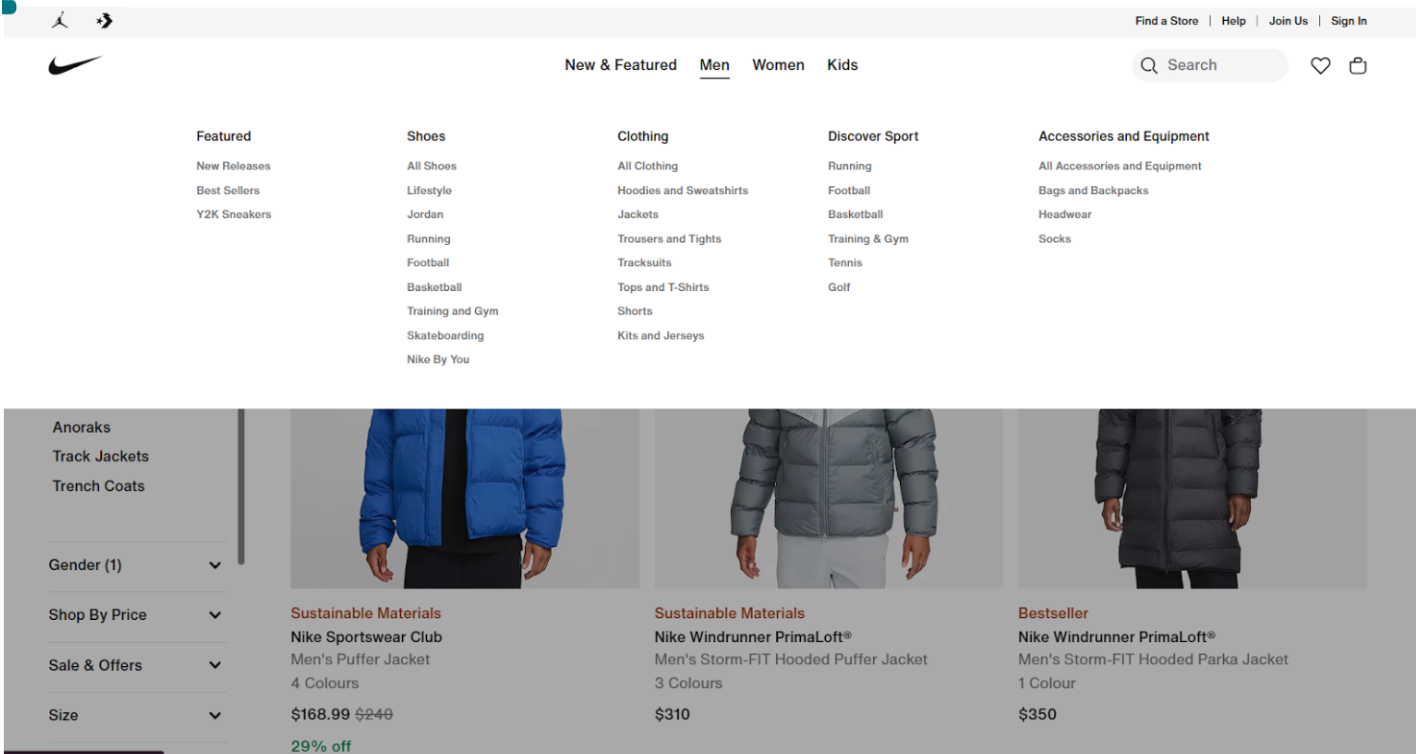 Find a Store | Help | Join Us | Sign In
New & Featured Men Women Kids
Search
Featured
New Releases
Best Sellers
Y2K Sneakers
Shoes
All Shoes
Lifestyle
Jordan
Running
Football
Basketball
Training and Gym
Skateboarding
Nike By You
Clothing
All Clothing
Hoodies and Sweatshirts
Jackets
Trousers and Tights
Tracksuits
Tops and T-Shirts
Shorts
Kits and Jerseys
Discover Sport
Running
Football
Basketball
Training & Gym
Tennis
Golf
Accessories and Equipment
All Accessories and Equipment
Bags and Backpacks
Headwear
Socks
Anoraks
Track Jackets
Trench Coats
Gender (1)
Shop By Price
Sale & Offers
Size
Sustainable Materials
Nike Sportswear Club
Men's Puffer Jacket
4 Colours
$168.99 $240
29% off
Sustainable Materials
Nike Windrunner PrimaLoft®
Men's Storm-FIT Hooded Puffer Jacket
3 Colours
$310
Bestseller
Nike Windrunner PrimaLoft®
Men's Storm-FIT Hooded Parka Jacket
1 Colour
$350